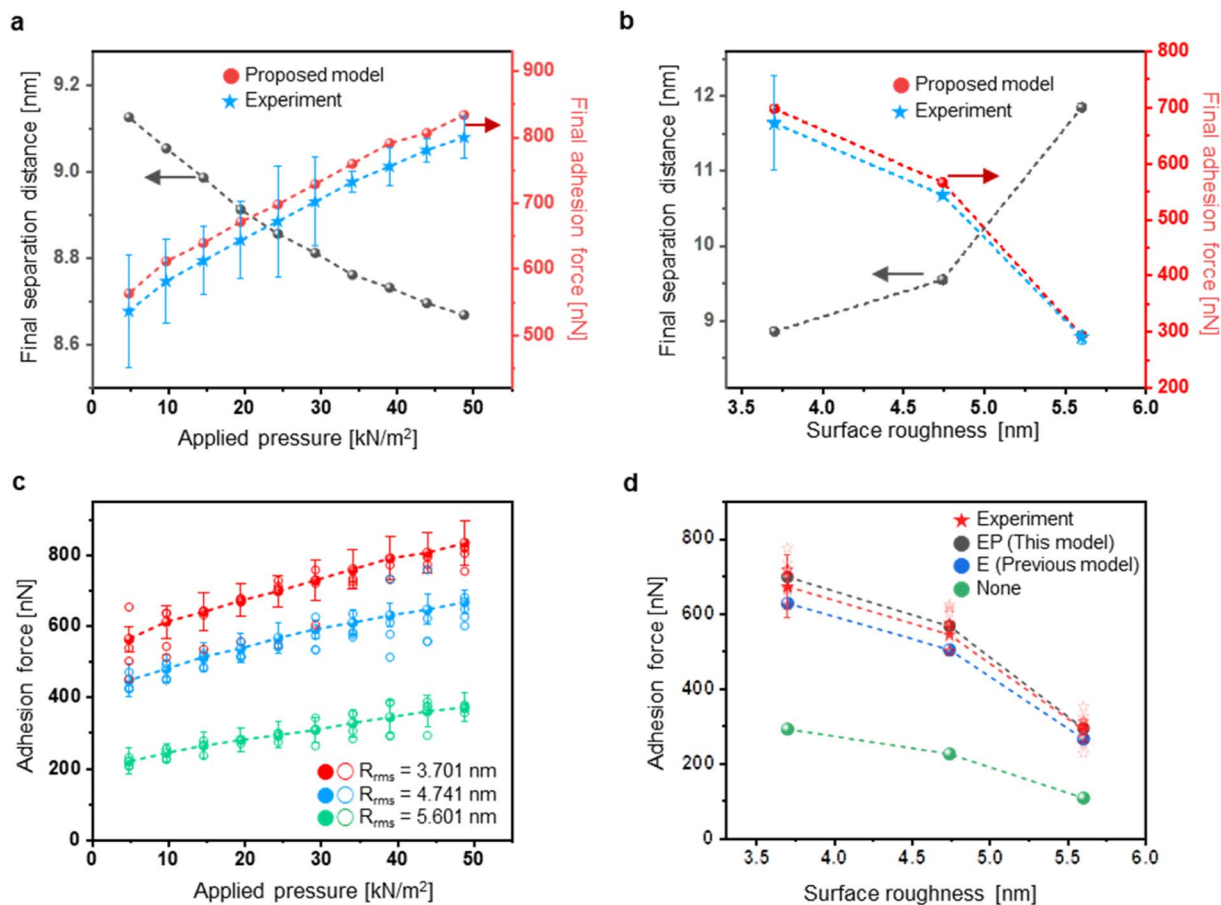 a
Final separation distance [nm]
9.2
9.0
8.8
8.6
Proposed model
Experiment
900
800
700
600
500
Final adhesion force [nN]
0 10 20 30 40 50
Applied pressure [kN/m²]
b
Final separation distance [nm]
12
11
10
9
Proposed model
Experiment
800
700
600
500
400
300
200
Final adhesion force [nN]
3.5 4.0 4.5 5.0 5.5 6.0
Surface roughness [nm]
c
Adhesion force [nN]
800
600
400
200
0
Rrms = 3.701 nm
Rrms = 4.741 nm
Rrms = 5.601 nm
0 10 20 30 40 50
Applied pressure [kN/m²]
d
Adhesion force [nN]
800
600
400
200
0
Experiment
EP (This model)
E (Previous model)
None
3.5 4.0 4.5 5.0 5.5 6.0
Surface roughness [nm]